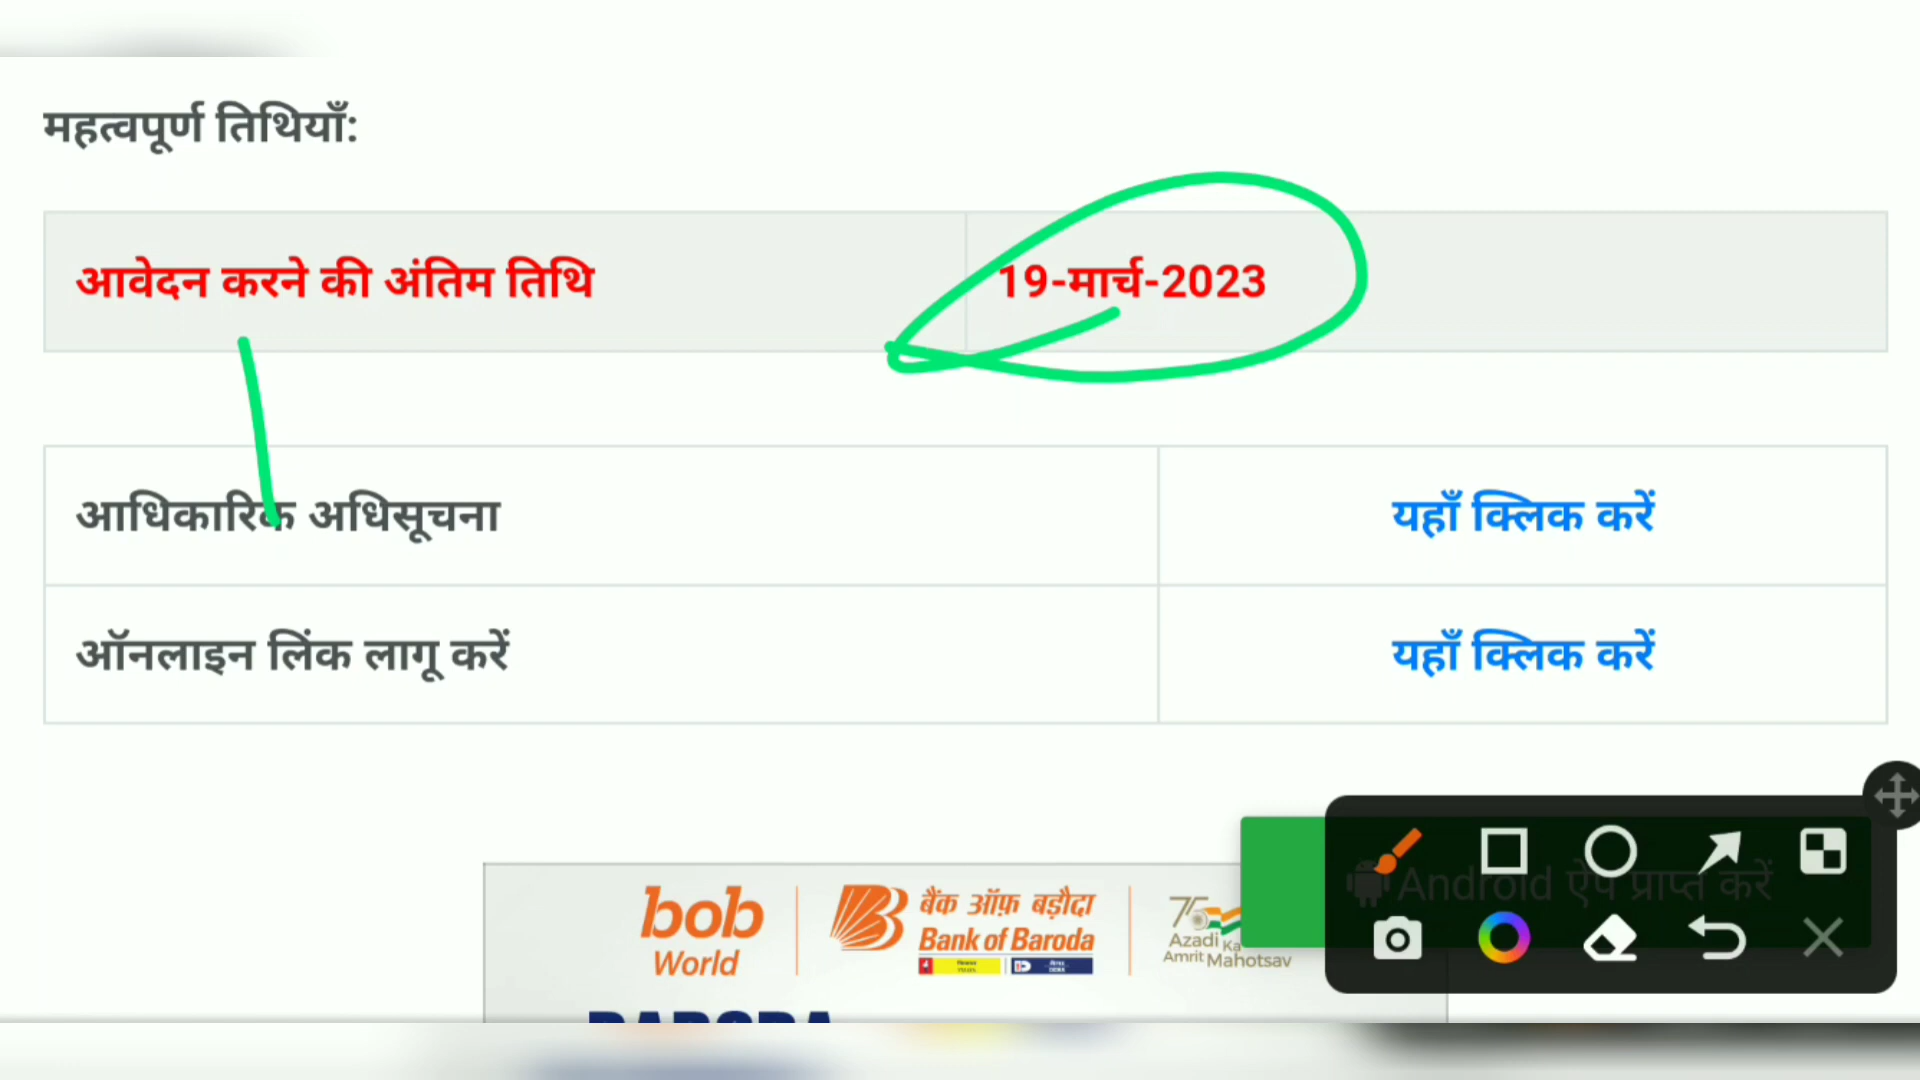 महत्वपूर्ण तिथियाँ:
आवेदन करने की अंतिम तिथि 19-मार्च-2023
आधिकारिक अधिसूचना यहाँ क्लिक करें
ऑनलाइन लिंक लागू करें यहाँ क्लिक करें
Android ऐप प्राप्त करें
bob World
बैंक ऑफ़ बड़ौदा
Bank of Baroda
75
Azadi Ka
Amrit Mahotsav